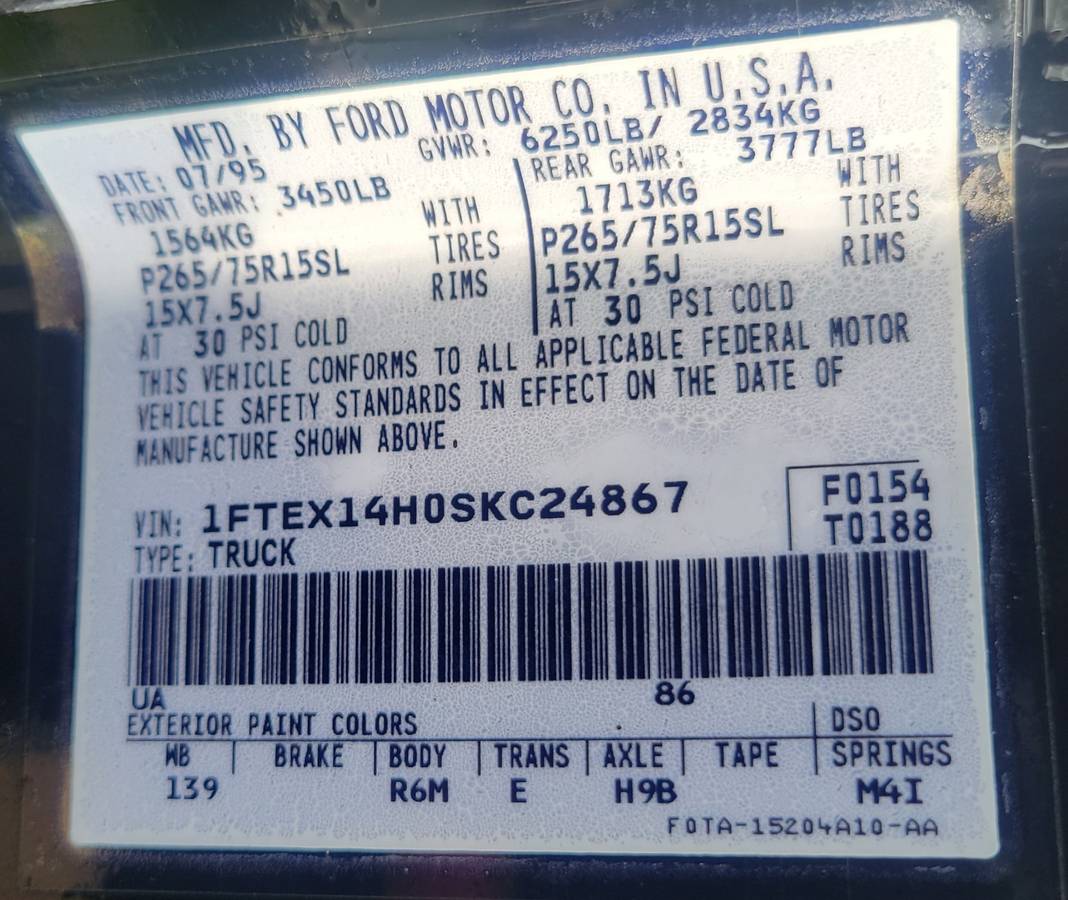 MFD. BY FORD MOTOR CO. IN U.S.A.
DATE: 07/95 GVWR: 6250LB/ 2834KG
FRONT GAWR: 3450LB REAR GAWR: 3777LB
1564KG WITH 1713KG WITH
P265/75R15SL TIRES P265/75R15SL TIRES
15X7.5J RIMS 15X7.5J RIMS
AT 30 PSI COLD AT 30 PSI COLD
THIS VEHICLE CONFORMS TO ALL APPLICABLE FEDERAL MOTOR
VEHICLE SAFETY STANDARDS IN EFFECT ON THE DATE OF
MANUFACTURE SHOWN ABOVE.
VIN: 1FTEX14H0SKC24867 F0154
TYPE: TRUCK T0188
UA 86
EXTERIOR PAINT COLORS DSO
WB BRAKE BODY TRANS AXLE TAPE SPRINGS
139 R6M E H9B M4I
F0TA-15204A10-AA